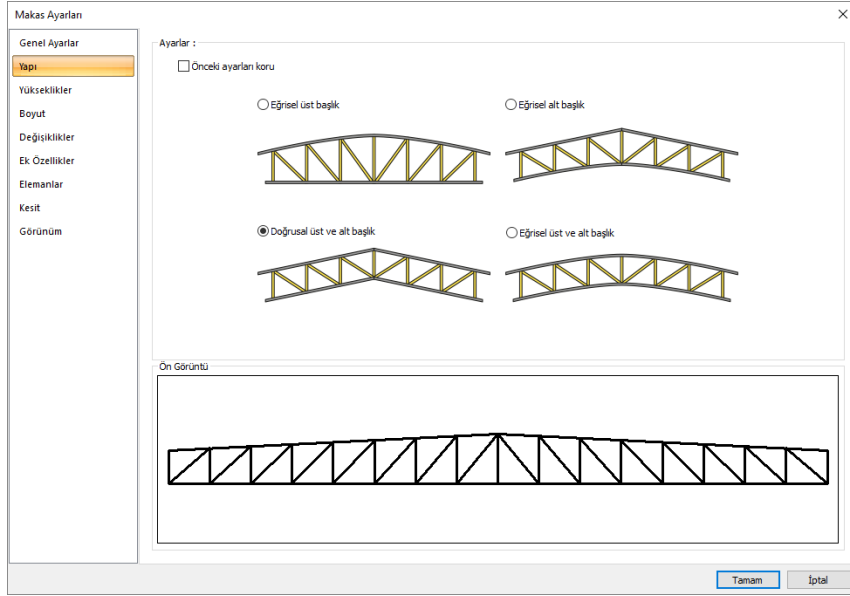 Makas Ayarları
Genel Ayarlar
Yapı
Yükseklikler
Boyut
Değişiklikler
Ek Özellikler
Elemanlar
Kesit
Görünüm
Ayarlar :
Önceki ayarları koru
Eğrisel üst başlık
Eğrisel alt başlık
Doğrusal üst ve alt başlık
Eğrisel üst ve alt başlık
Ön Görüntü
Tamam
İptal